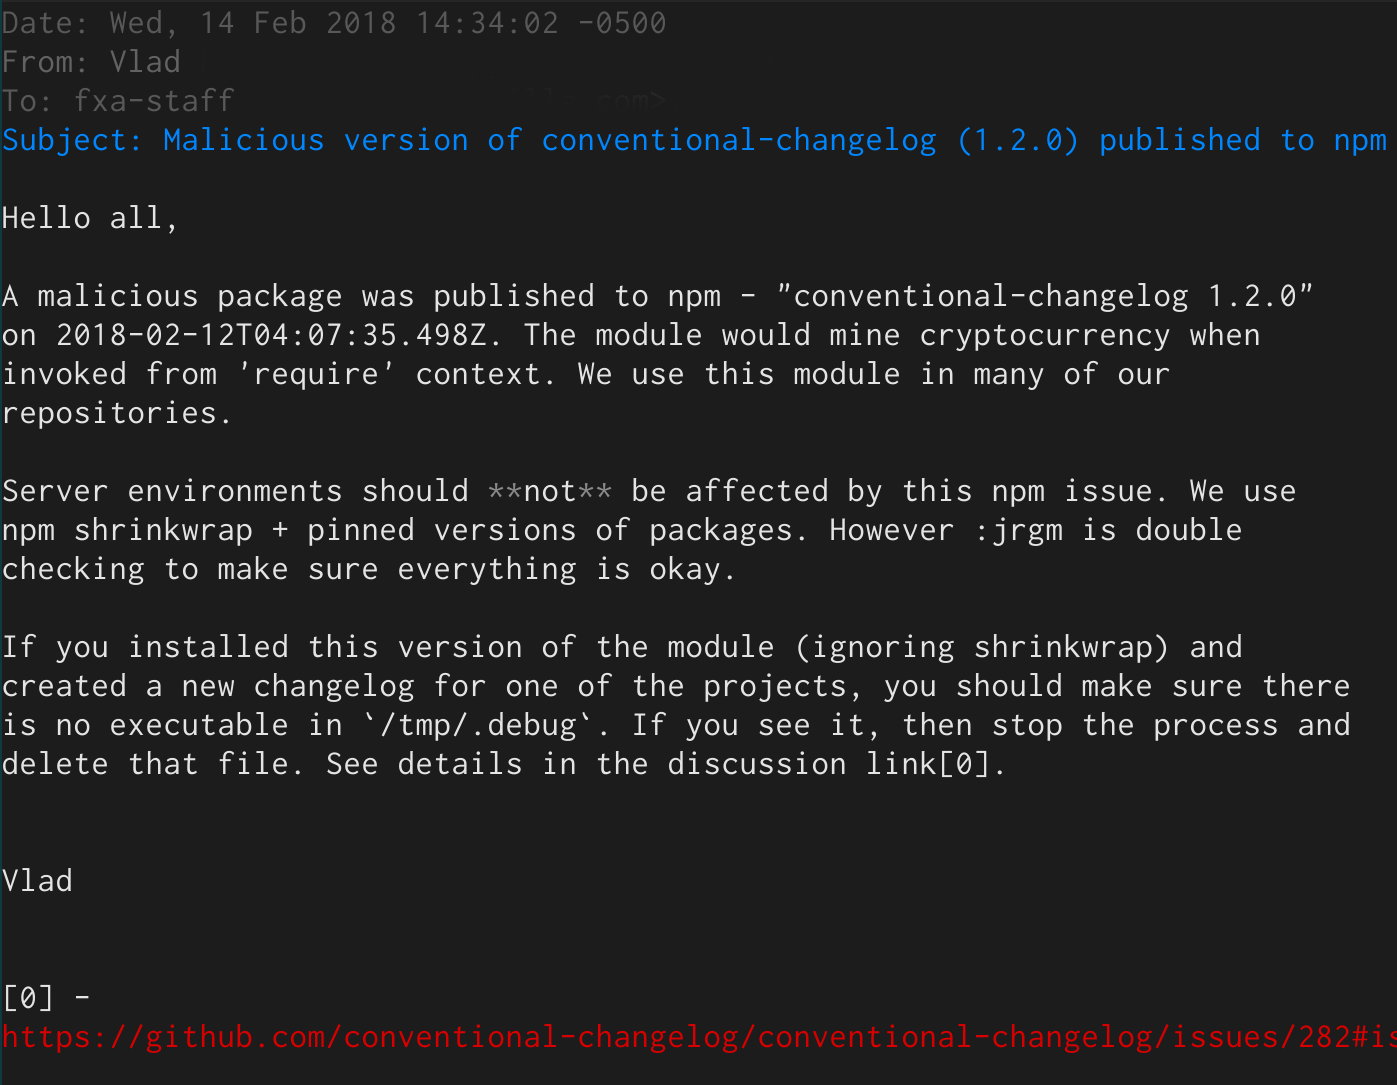 Date: Wed, 14 Feb 2018 14:34:02 -0500
From: Vlad
To: fxa-staff
Subject: Malicious version of conventional-changelog (1.2.0) published to npm
Hello all,
A malicious package was published to npm - "conventional-changelog 1.2.0"
on 2018-02-12T04:07:35.498Z. The module would mine cryptocurrency when
invoked from 'require' context. We use this module in many of our
repositories.
Server environments should **not** be affected by this npm issue. We use
npm shrinkwrap + pinned versions of packages. However :jrgm is double
checking to make sure everything is okay.
If you installed this version of the module (ignoring shrinkwrap) and
created a new changelog for one of the projects, you should make sure there
is no executable in `/tmp/.debug`. If you see it, then stop the process and
delete that file. See details in the discussion link[0].
Vlad
[0] -
https://github.com/conventional-changelog/conventional-changelog/issues/282#is